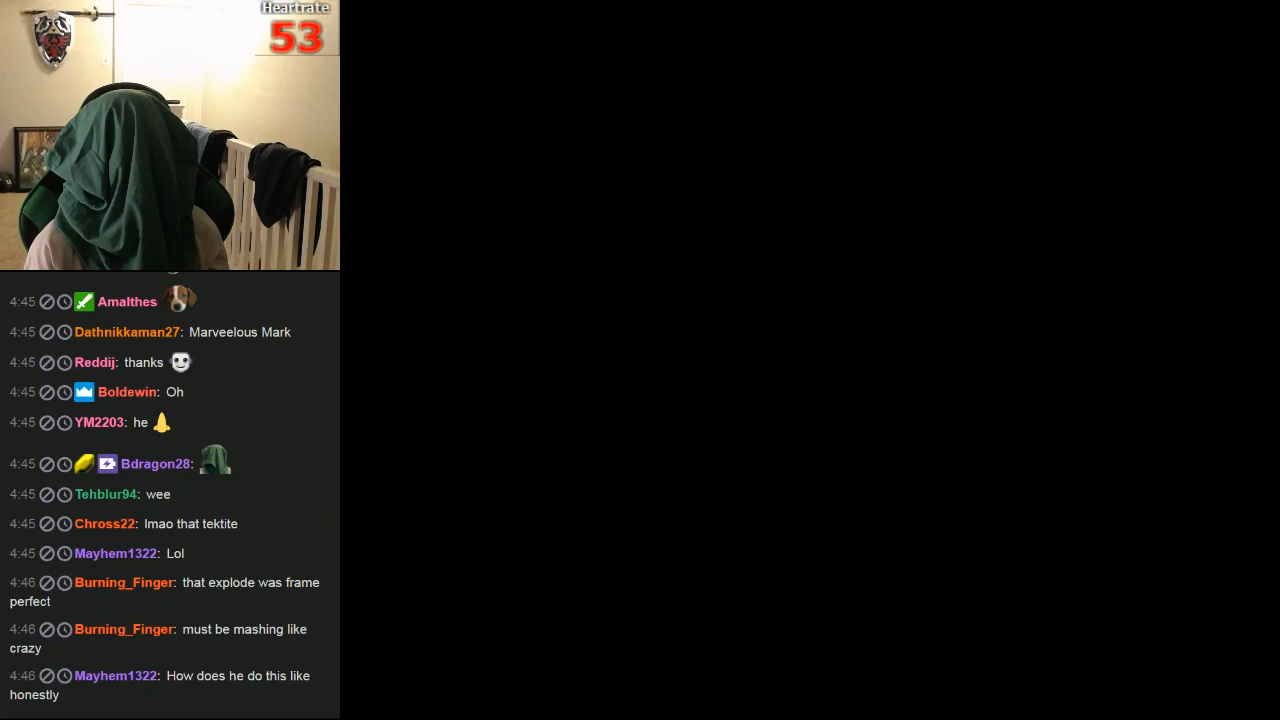 Heartrate
53
4:45 Amalthes
4:45 Dathnikkaman27: Marveelous Mark
4:45 Reddij: thanks
4:45 Boldewin: Oh
4:45 YM2203: he
4:45 Bdragon28:
4:45 Tehblur94: wee
4:45 Chross22: lmao that tektite
4:45 Mayhem1322: Lol
4:46 Burning_Finger: that explode was frame
perfect
4:46 Burning_Finger: must be mashing like
crazy
4:46 Mayhem1322: How does he do this like
honestly